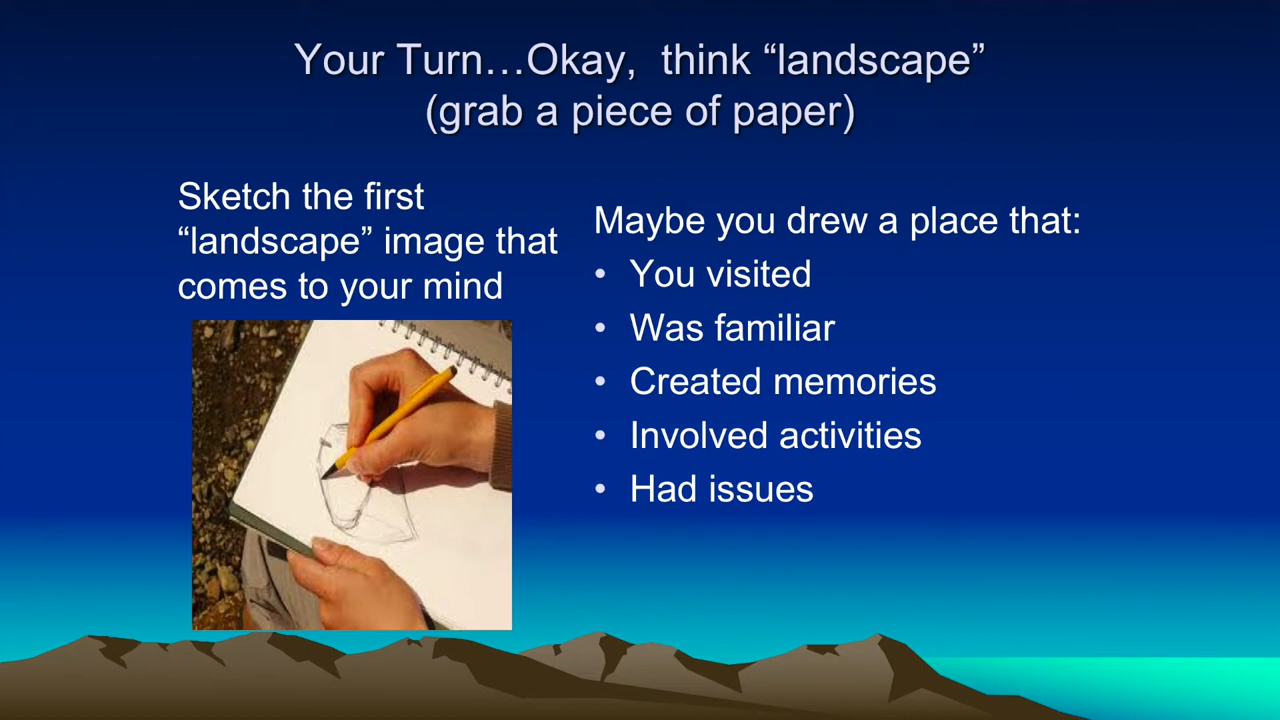 Your Turn…Okay,  think “landscape”
(grab a piece of paper)
Sketch the first
“landscape” image that
comes to your mind
Maybe you drew a place that:
• You visited
• Was familiar
• Created memories
• Involved activities
• Had issues